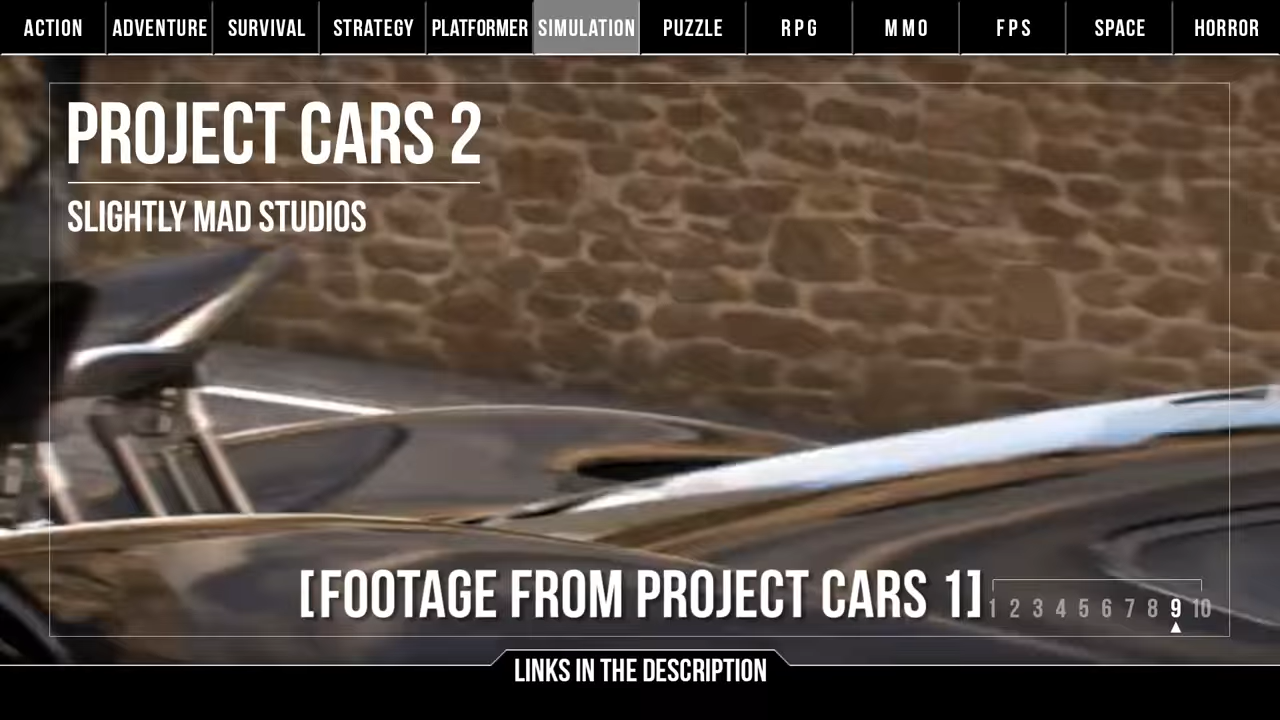 ACTION ADVENTURE SURVIVAL STRATEGY PLATFORMER SIMULATION PUZZLE RPG MMO FPS SPACE HORROR
PROJECT CARS 2
SLIGHTLY MAD STUDIOS
[FOOTAGE FROM PROJECT CARS 1]
1 2 3 4 5 6 7 8 9 10
LINKS IN THE DESCRIPTION